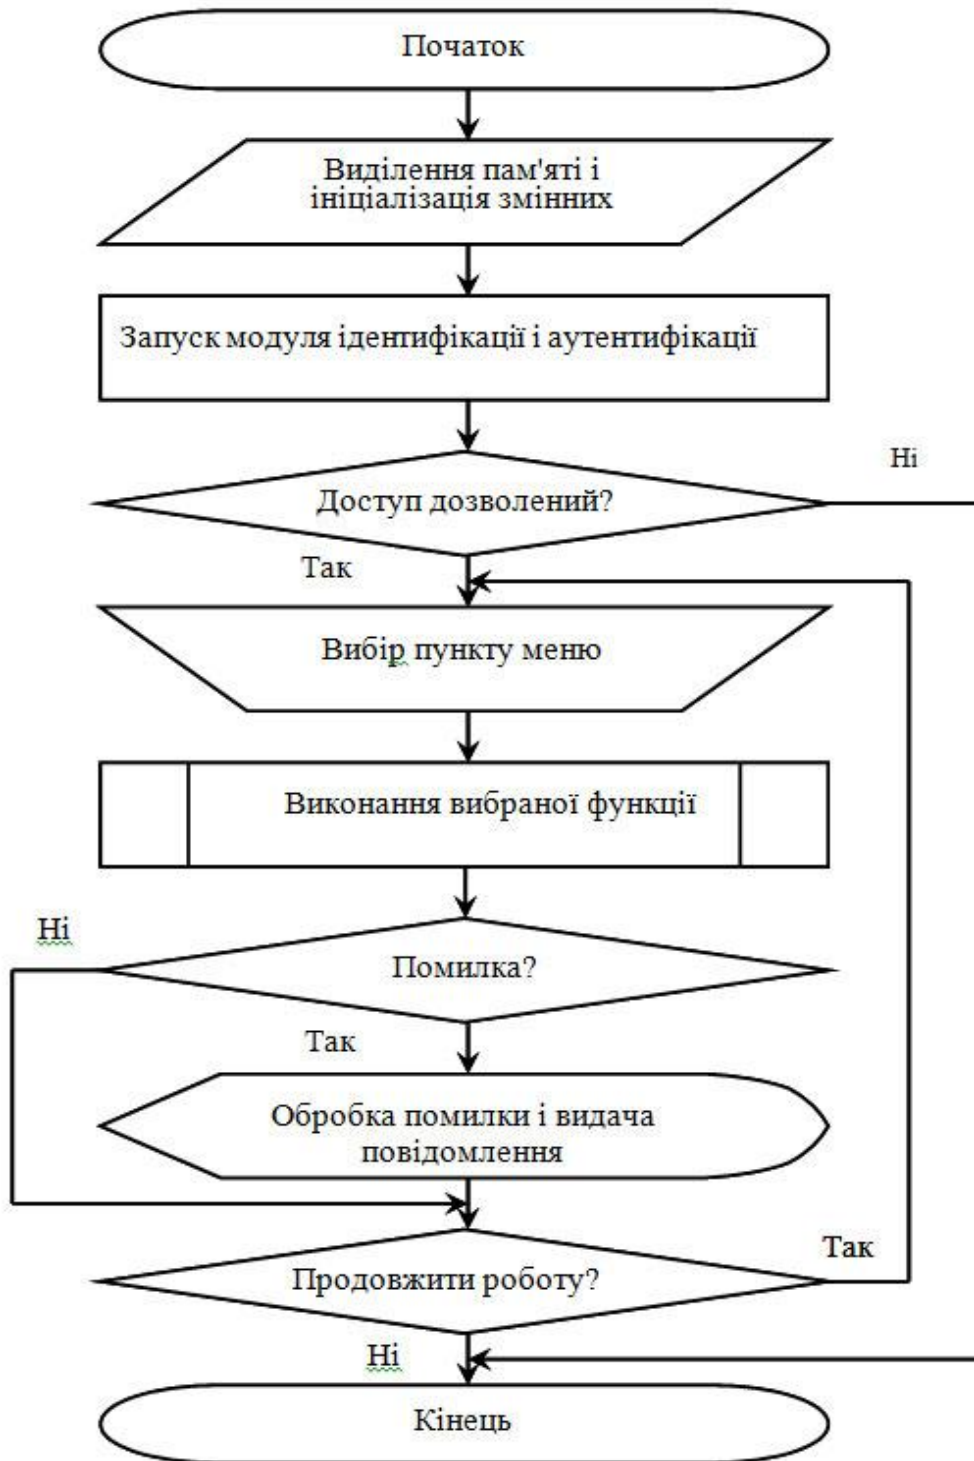 Початок
Виділення пам'яті і
ініціалізація змінних
Запуск модуля ідентифікації і аутентифікації
Ні
Доступ дозволений?
Так
Вибір пункту меню
Виконання вибраної функції
Ні
Помилка?
Так
Обробка помилки і видача
повідомлення
Так
Продовжити роботу?
Ні
Кінець